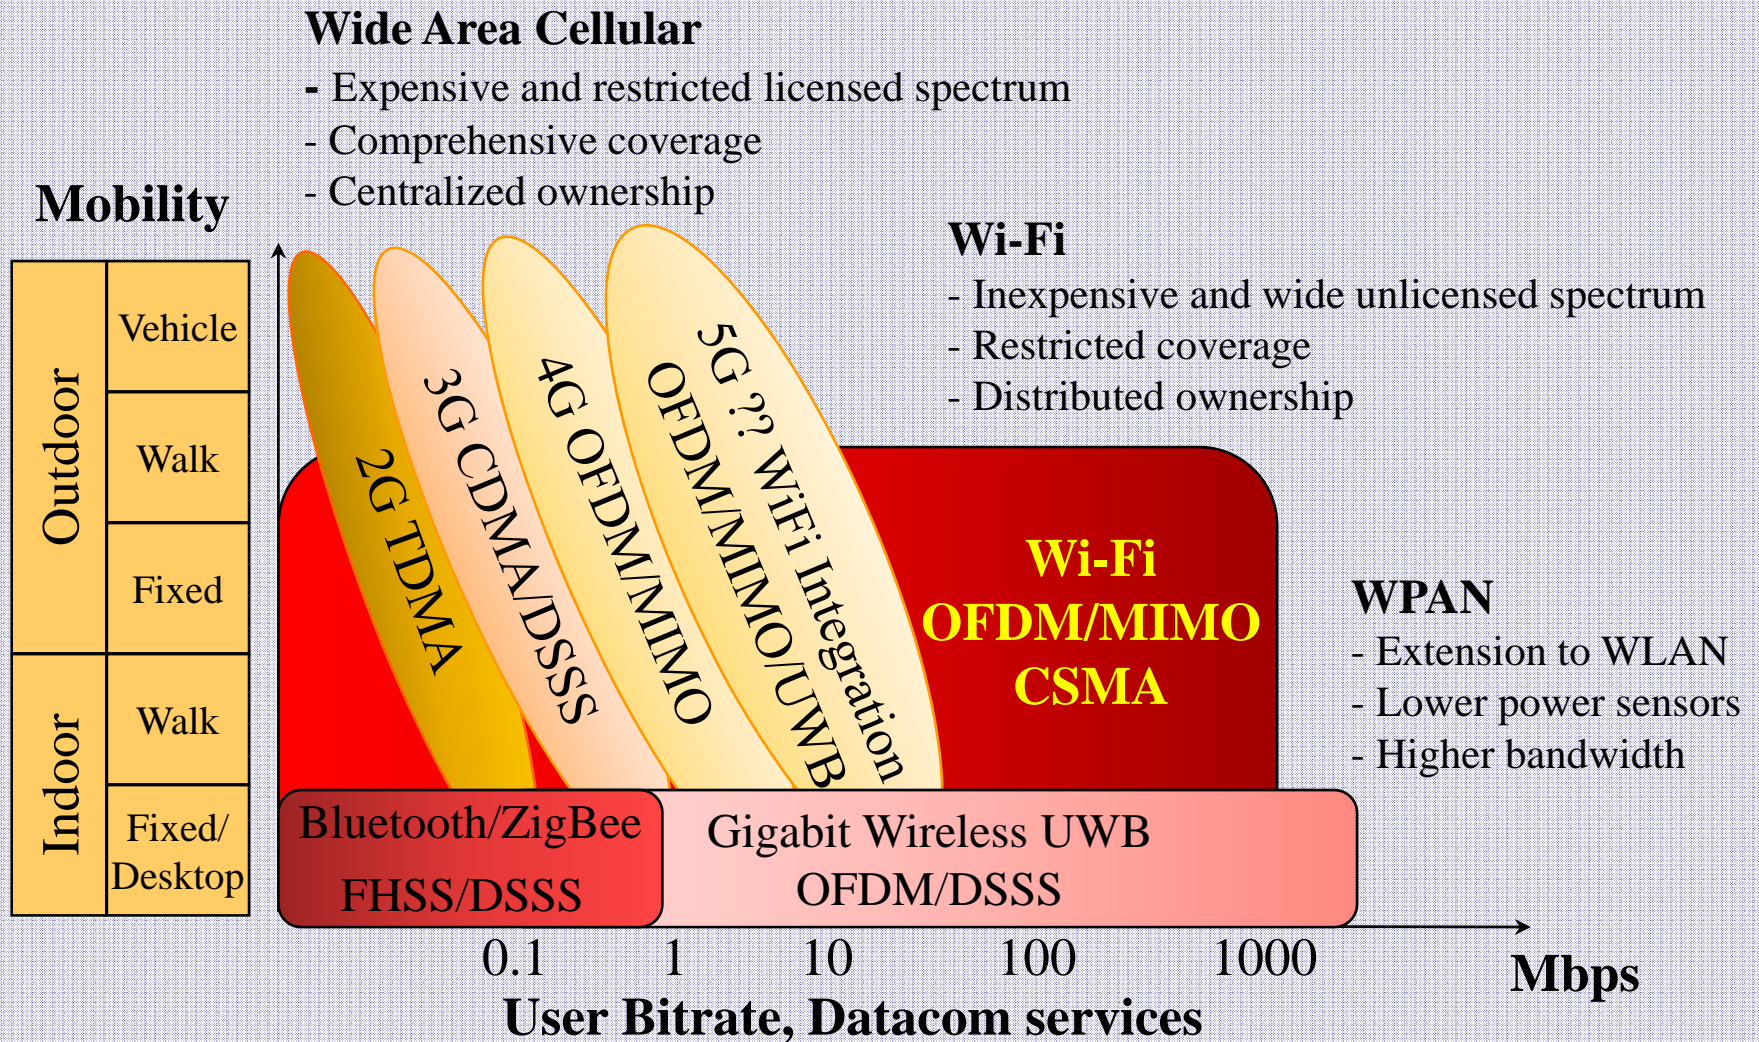 Wide Area Cellular
- Expensive and restricted licensed spectrum
- Comprehensive coverage
- Centralized ownership
Mobility
Wi-Fi
- Inexpensive and wide unlicensed spectrum
- Restricted coverage
- Distributed ownership
Outdoor
Vehicle
Walk
Fixed
Indoor
Walk
Fixed/
Desktop
2G TDMA
3G CDMA/DSSS
4G OFDM/MIMO
5G ?? WiFi Integration
OFDM/MIMO/UWB
Wi-Fi
OFDM/MIMO
CSMA
WPAN
- Extension to WLAN
- Lower power sensors
- Higher bandwidth
Bluetooth/ZigBee
FHSS/DSSS
Gigabit Wireless UWB
OFDM/DSSS
0.1 1 10 100 1000
Mbps
User Bitrate, Datacom services